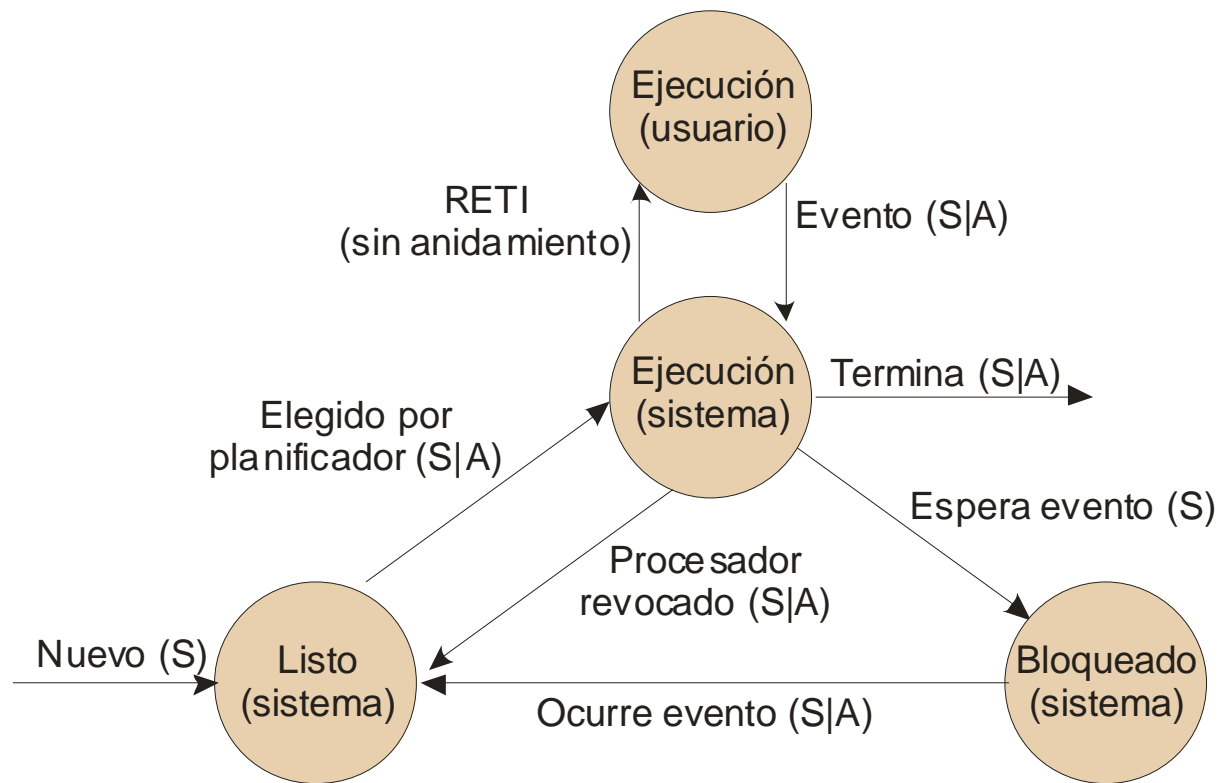 Ejecución
(usuario)
RETI
(sin anidamiento)
Evento (S|A)
Ejecución
(sistema)
Termina (S|A)
Elegido por
planificador (S|A)
Espera evento (S)
Procesador
revocado (S|A)
Nuevo (S)
Listo
(sistema)
Bloqueado
(sistema)
Ocurre evento (S|A)